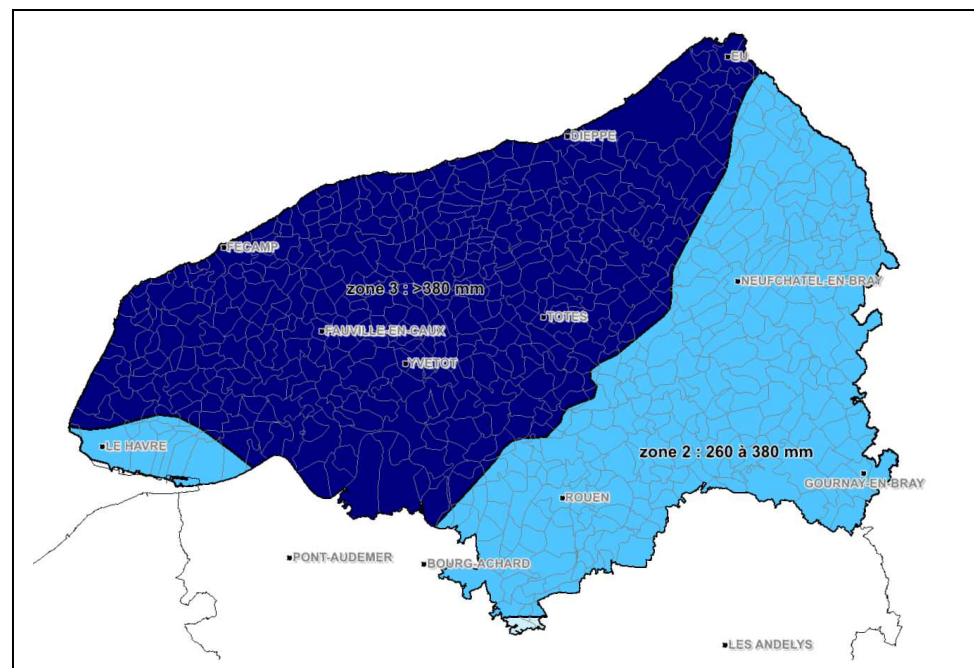 EU
DIEPPE
FECAMP
NEUFCHATEL-EN-BRAY
zone 3 : >380 mm
TOTES
FAUVILLE-EN-CAUX
YVETOT
LE HAVRE
zone 2 : 260 à 380 mm
GOURNAY-EN-BRAY
ROUEN
PONT-AUDEMER
BOURG-ACHARD
LES ANDELYS